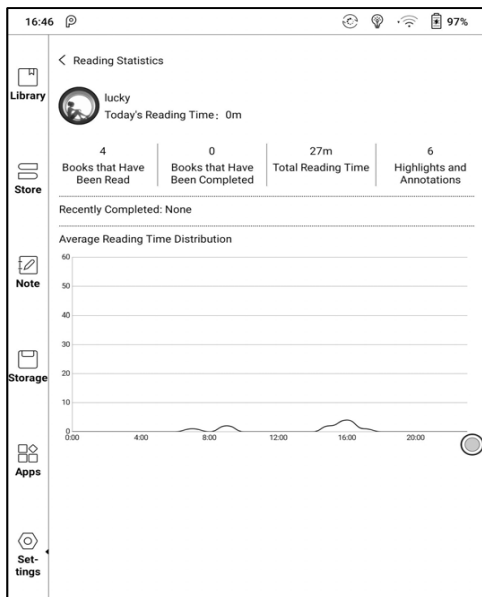 16:46
97%
Reading Statistics
lucky
Today's Reading Time: 0m
4
Books that Have
Been Read
0
Books that Have
Been Completed
27m
Total Reading Time
6
Highlights and
Annotations
Recently Completed: None
Average Reading Time Distribution
60
50
40
30
20
10
0
0:00 4:00 8:00 12:00 16:00 20:00
Library
Store
Note
Storage
Apps
Set-
tings